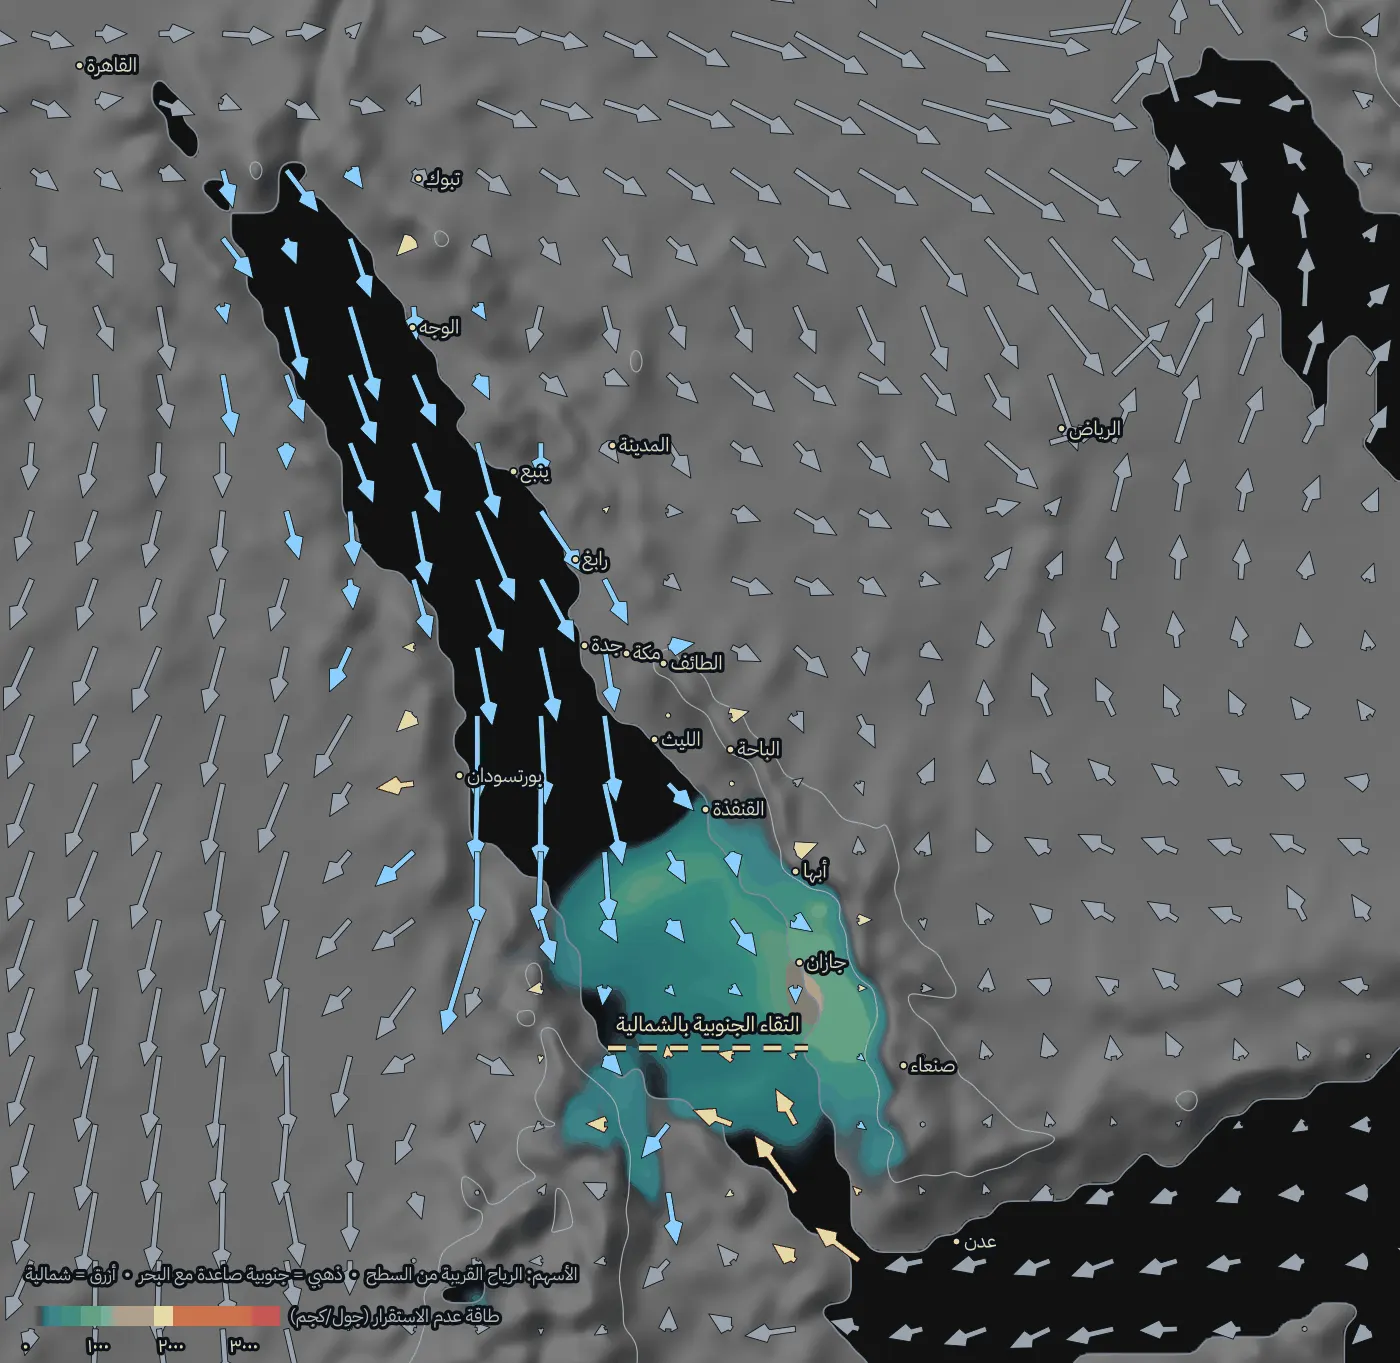 القاهرة
تبوك
الوجه
الرياض
المدينة
ينبع
رابغ
جدة
مكة
الطائف
الليث
الباحة
بورتسودان
القنفذة
أبها
جازان
التقاء الجنوبية بالشمالية
صنعاء
عدن
الأسهم: الرياح القريبة من السطح • ذهبي = جنوبية صاعدة مع البحر • أزرق = شمالية
طاقة عدم الاستقرار (جول/كجم)
٠ ١٠٠٠ ٢٠٠٠ ٣٠٠٠